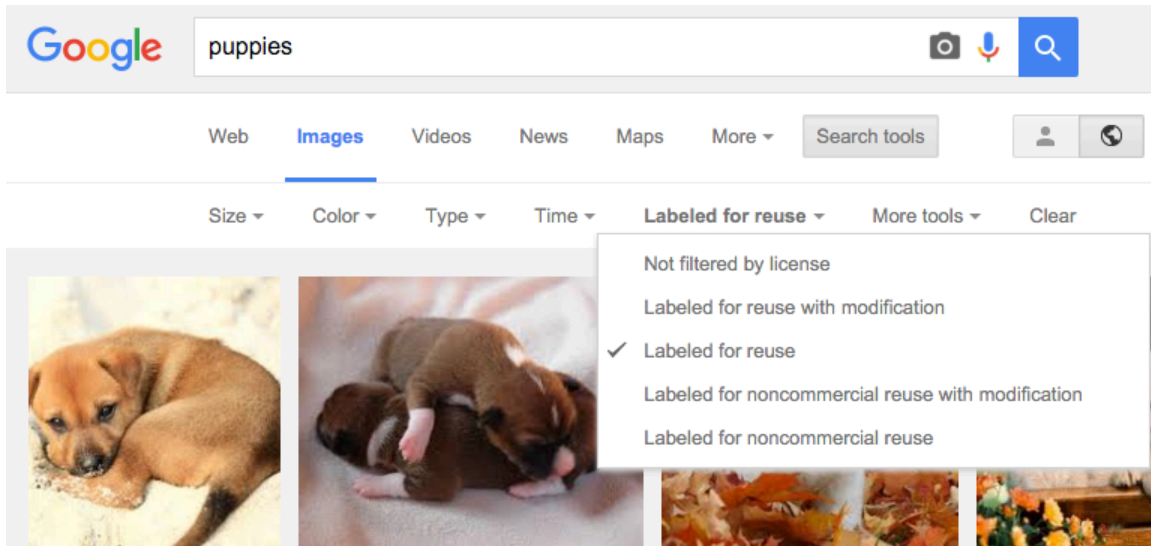 Google puppies
Web Images Videos News Maps More Search tools
Size Color Type Time Labeled for reuse More tools Clear
Not filtered by license
Labeled for reuse with modification
Labeled for reuse
Labeled for noncommercial reuse with modification
Labeled for noncommercial reuse